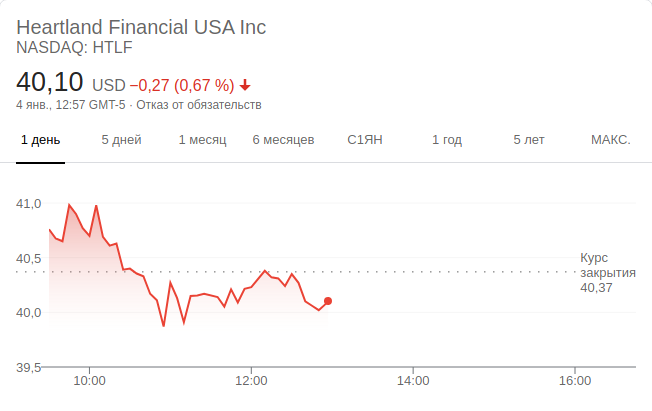 Heartland Financial USA Inc
NASDAQ: HTLF
40,10 USD −0,27 (0,67 %)
4 янв., 12:57 GMT-5 · Отказ от обязательств
1 день 5 дней 1 месяц 6 месяцев С1ЯН 1 год 5 лет МАКС.
41,0
40,5
Курс
закрытия
40,37
40,0
39,5
10:00 12:00 14:00 16:00